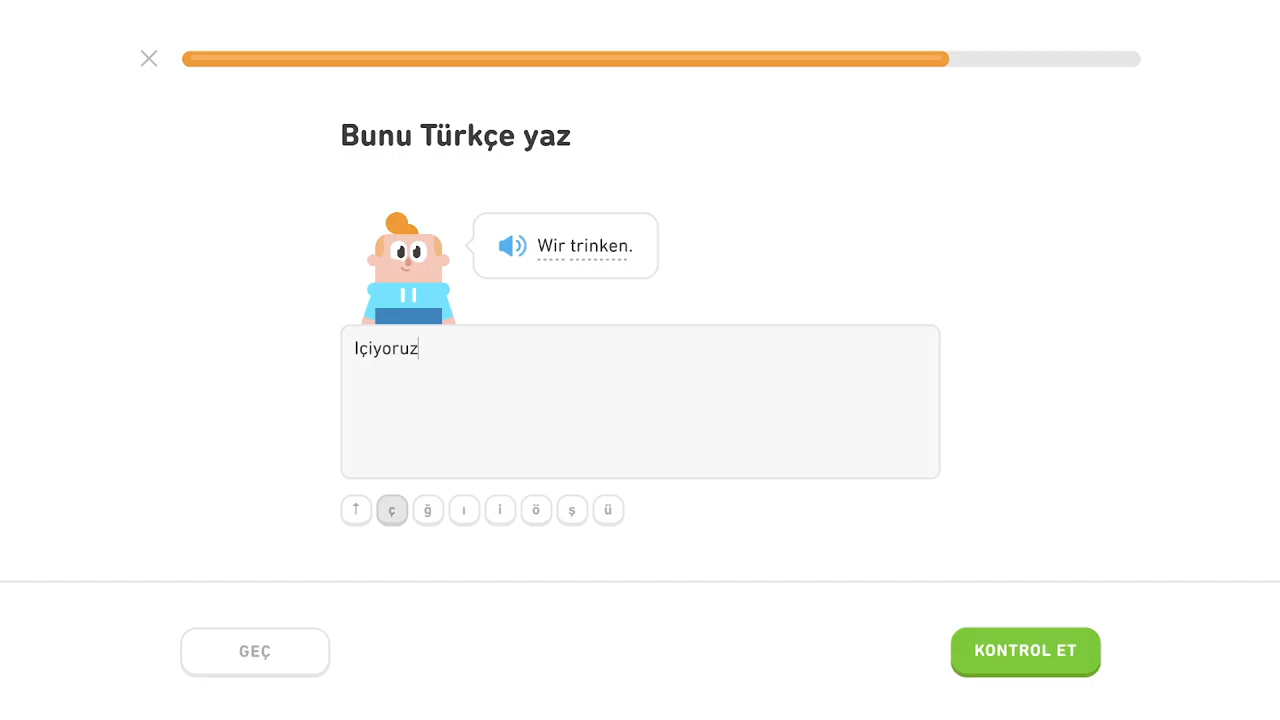 Bunu Türkçe yaz
Wir trinken.
Içiyoruz
↑ ç ğ ı i ö ş ü
GEÇ
KONTROL ET